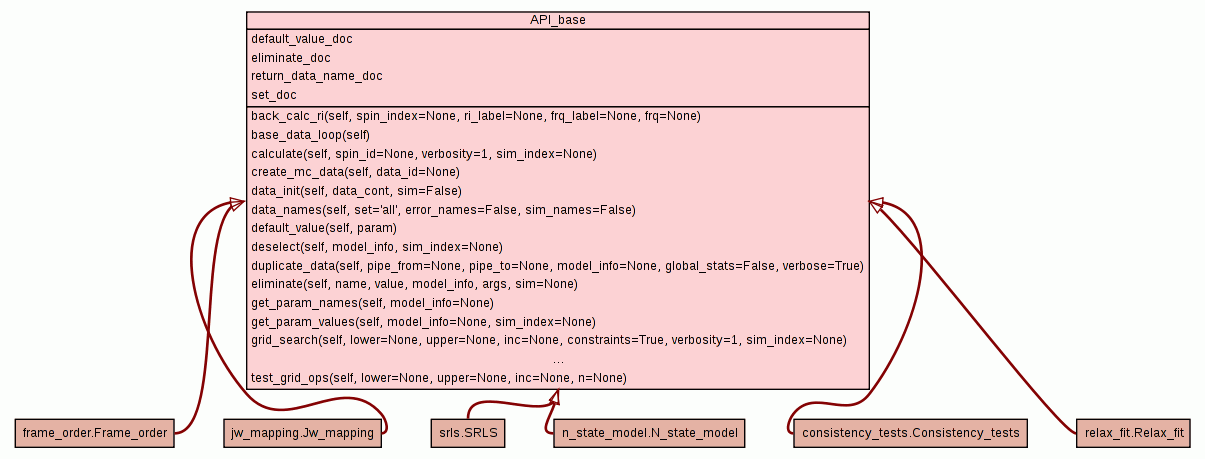 API_base
default_value_doc
eliminate_doc
return_data_name_doc
set_doc
back_calc_ri(self, spin_index=None, ri_label=None, frq_label=None, frq=None)
base_data_loop(self)
calculate(self, spin_id=None, verbosity=1, sim_index=None)
create_mc_data(self, data_id=None)
data_init(self, data_cont, sim=False)
data_names(self, set='all', error_names=False, sim_names=False)
default_value(self, param)
deselect(self, model_info, sim_index=None)
duplicate_data(self, pipe_from=None, pipe_to=None, model_info=None, global_stats=False, verbose=True)
eliminate(self, name, value, model_info, args, sim=None)
get_param_names(self, model_info=None)
get_param_values(self, model_info=None, sim_index=None)
grid_search(self, lower=None, upper=None, inc=None, constraints=True, verbosity=1, sim_index=None)
...
test_grid_ops(self, lower=None, upper=None, inc=None, n=None)
frame_order.Frame_order
jw_mapping.Jw_mapping
srls.SRLS
n_state_model.N_state_model
consistency_tests.Consistency_tests
relax_fit.Relax_fit